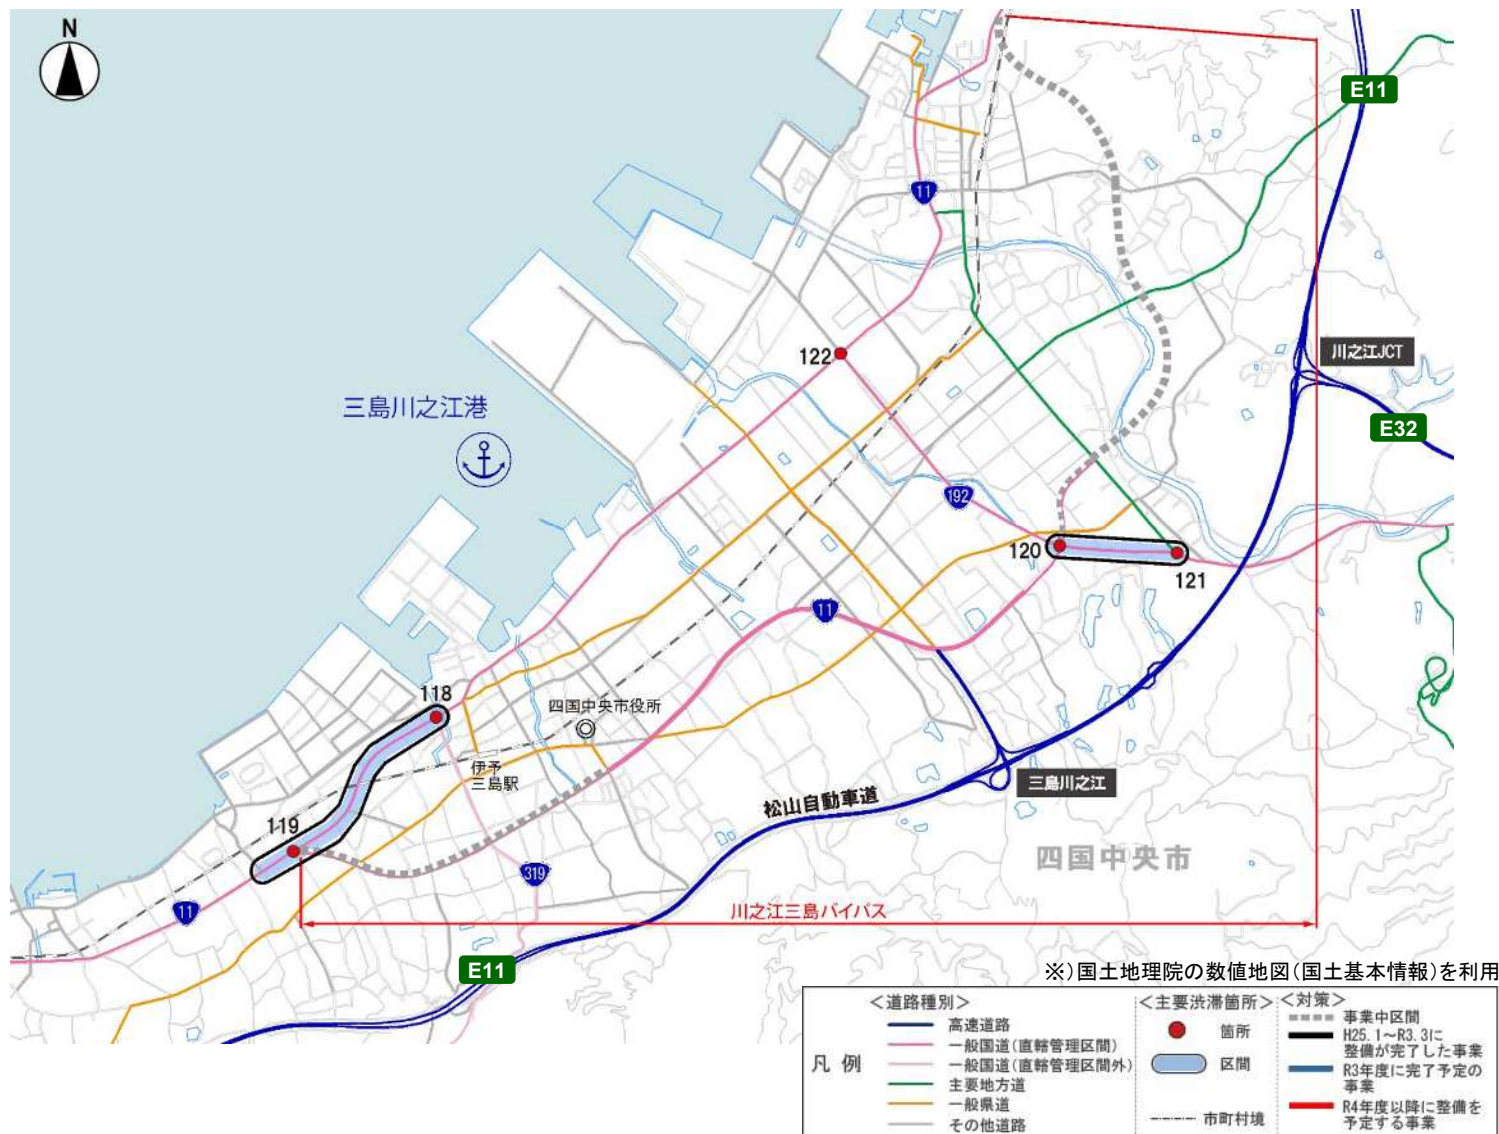 N
E11
11
川之江JCT
122
三島川之江港
E32
192
120
121
11
118
四国中央市役所
伊予
三島駅
三島川之江
松山自動車道
119
四国中央市
319
11
川之江三島バイパス
E11
※)国土地理院の数値地図(国土基本情報)を利用
凡 例
＜道路種別＞
高速道路
一般国道(直轄管理区間)
一般国道(直轄管理区間外)
主要地方道
一般県道
その他道路
＜主要渋滞箇所＞
箇所
区間
市町村境
＜対策＞
事業中区間
H25.1～R3.3に
整備が完了した事業
R3年度に完了予定の
事業
R4年度以降に整備を
予定する事業